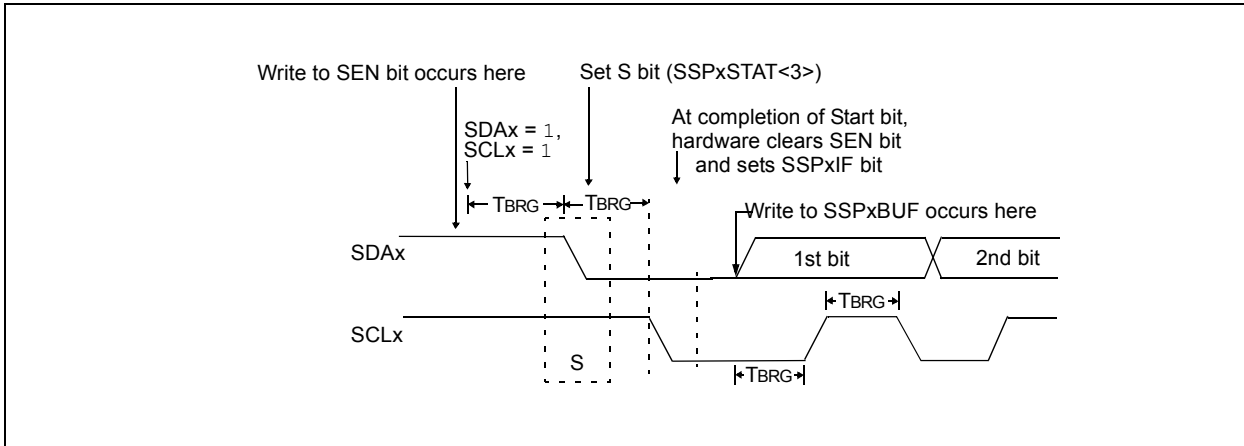 Write to SEN bit occurs here
Set S bit (SSPxSTAT<3>)
SDAx = 1,
SCLx = 1
At completion of Start bit,
hardware clears SEN bit
and sets SSPxIF bit
TBRG
TBRG
Write to SSPxBUF occurs here
SDAx
1st bit
2nd bit
TBRG
SCLx
S
TBRG